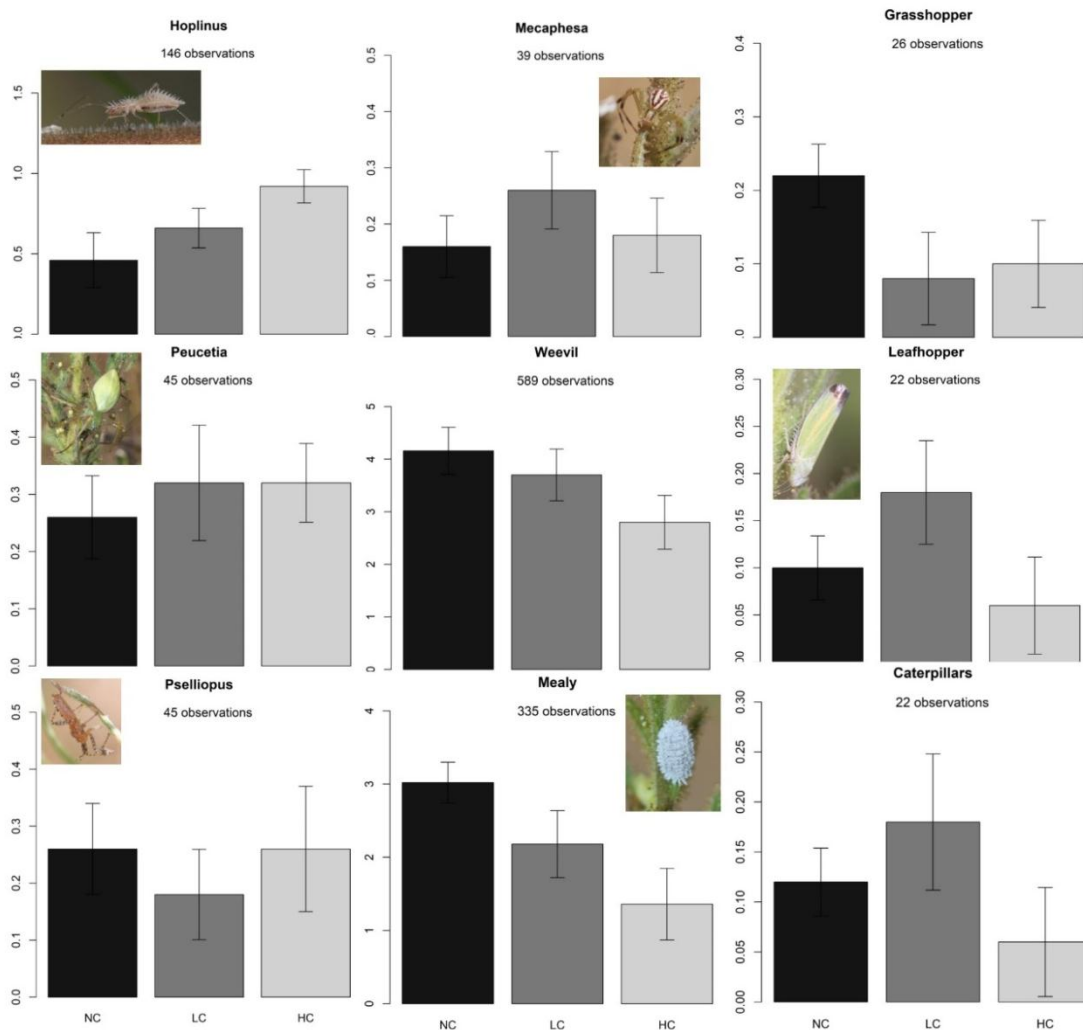 Hoplinus
146 observations
1.5
1.0
0.5
.0
Mecaphesa
39 observations
0.5
0.4
0.3
0.2
0.1
.0
Grasshopper
26 observations
0.4
0.3
0.2
0.1
.0
Peucetia
45 observations
0.5
0.4
0.3
0.2
0.1
0.0
Weevil
589 observations
5
4
3
2
1
0
Leafhopper
22 observations
0.30
0.25
0.20
0.15
0.10
0.05
00
Pselliopus
45 observations
0.5
0.4
0.3
0.2
0.1
0.0
NC LC HC
Mealy
335 observations
4
3
2
1
0
NC LC HC
Caterpillars
22 observations
0.30
0.25
0.20
0.15
0.10
0.05
0.00
NC LC HC